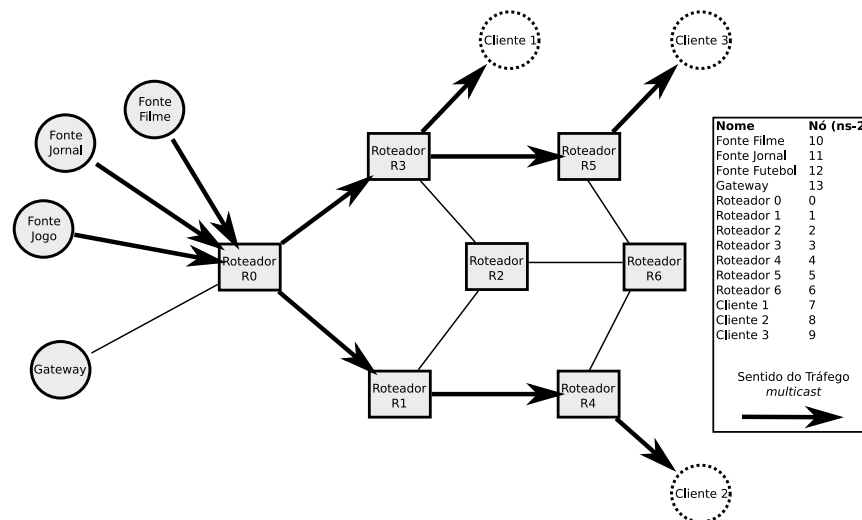 Cliente 1
Cliente 3
Fonte
Filme
Fonte
Jornal
Fonte
Jogo
Roteador
R3
Roteador
R5
Roteador
R0
Roteador
R2
Roteador
R6
Gateway
Roteador
R1
Roteador
R4
Cliente 2
Nome Nó (ns-2
Fonte Filme 10
Fonte Jornal 11
Fonte Futebol 12
Gateway 13
Roteador 0 0
Roteador 1 1
Roteador 2 2
Roteador 3 3
Roteador 4 4
Roteador 5 5
Roteador 6 6
Cliente 1 7
Cliente 2 8
Cliente 3 9
Sentido do Tráfego
multicast